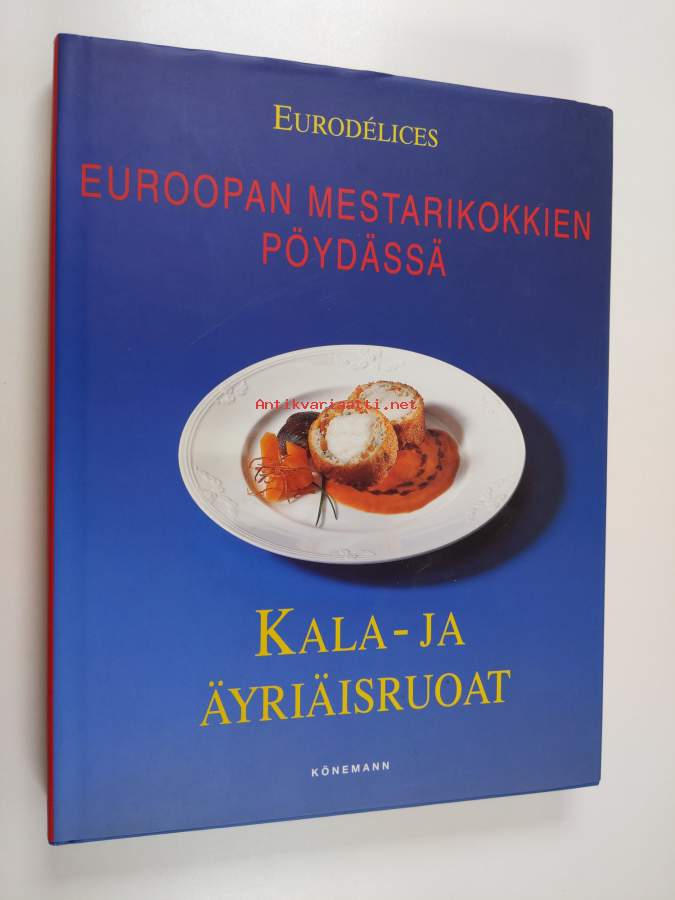 EURODÉLICES
EUROOPAN MESTARIKOKKIEN
PÖYDÄSSÄ
Antikvariaatti.net
KALA- JA
ÄYRIÄISRUOAT
KÖNEMANN